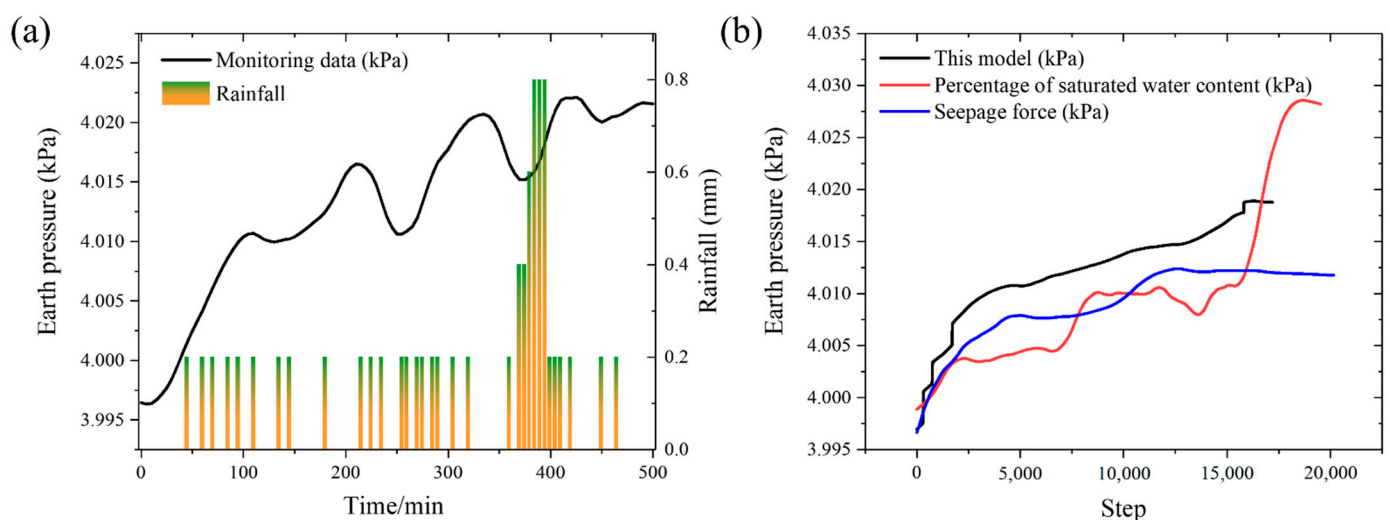 (a)
4.025
4.020
4.015
4.010
4.005
4.000
3.995
Earth pressure (kPa)
Monitoring data (kPa)
Rainfall
0.8
0.6
0.4
0.2
0.0
Rainfall (mm)
0
100
200
300
400
500
Time/min
(b)
4.035
4.030
4.025
4.020
4.015
4.010
4.005
4.000
3.995
Earth pressure (kPa)
This model (kPa)
Percentage of saturated water content (kPa)
Seepage force (kPa)
0
5,000
10,000
15,000
20,000
Step